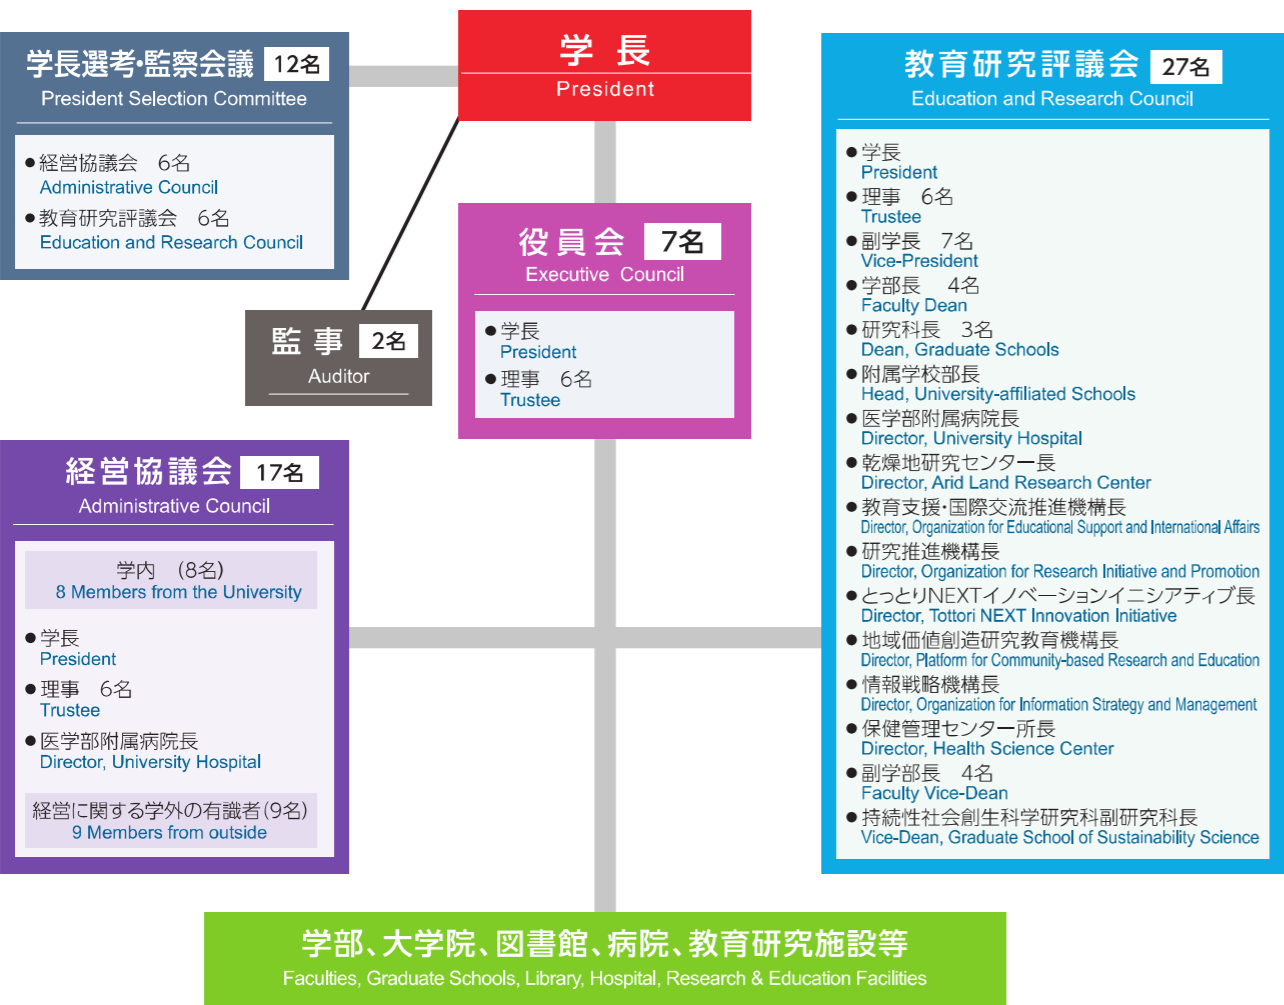 学長
President
学長選考・監察会議 12名
President Selection Committee
●経営協議会　6名
Administrative Council
●教育研究評議会　6名
Education and Research Council
監事 2名
Auditor
役員会 7名
Executive Council
●学長
President
●理事　6名
Trustee
経営協議会 17名
Administrative Council
学内　(8名)
8 Members from the University
●学長
President
●理事　6名
Trustee
●医学部附属病院長
Director, University Hospital
経営に関する学外の有識者(9名)
9 Members from outside
教育研究評議会 27名
Education and Research Council
●学長
President
●理事　6名
Trustee
●副学長　7名
Vice-President
●学部長　4名
Faculty Dean
●研究科長　3名
Dean, Graduate Schools
●附属学校部長
Head, University-affiliated Schools
●医学部附属病院長
Director, University Hospital
●乾燥地研究センター長
Director, Arid Land Research Center
●教育支援・国際交流推進機構長
Director, Organization for Educational Support and International Affairs
●研究推進機構長
Director, Organization for Research Initiative and Promotion
●とっとりNEXTイノベーションイニシアティブ長
Director, Tottori NEXT Innovation Initiative
●地域価値創造研究教育機構長
Director, Platform for Community-based Research and Education
●情報戦略機構長
Director, Organization for Information Strategy and Management
●保健管理センター所長
Director, Health Science Center
●副学部長　4名
Faculty Vice-Dean
●持続性社会創生科学研究科副研究科長
Vice-Dean, Graduate School of Sustainability Science
学部、大学院、図書館、病院、教育研究施設等
Faculties, Graduate Schools, Library, Hospital, Research & Education Facilities